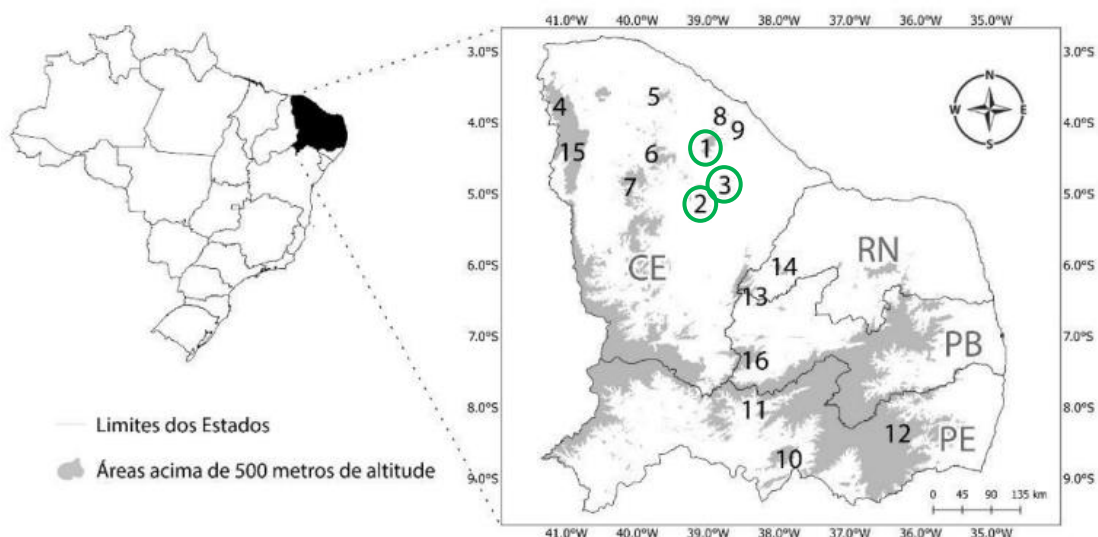 41.0°W 40.0°W 39.0°W 38.0°W 37.0°W 36.0°W 35.0°W
3.0°S 3.0°S
N
W E
S
5
4 8
4.0°S 9 4.0°S
1
15 6
3
7
5.0°S 2 5.0°S
RN
14
6.0°S CE 6.0°S
13
7.0°S PB 7.0°S
16
8.0°S 11 8.0°S
Limites dos Estados
12 PE
Áreas acima de 500 metros de altitude
10
9.0°S 0 45 90 135 km 9.0°S
41.0°W 40.0°W 39.0°W 38.0°W 37.0°W 36.0°W 35.0°W